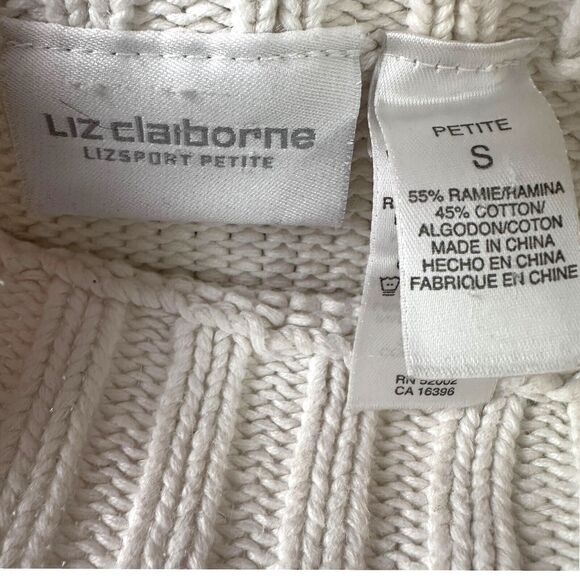 Liz claiborne
LIZSPORT PETITE
PETITE
S
55% RAMIE/RAMINA
45% COTTON/
ALGODON/COTON
MADE IN CHINA
HECHO EN CHINA
FABRIQUE EN CHINE
RN 52002
CA 16396